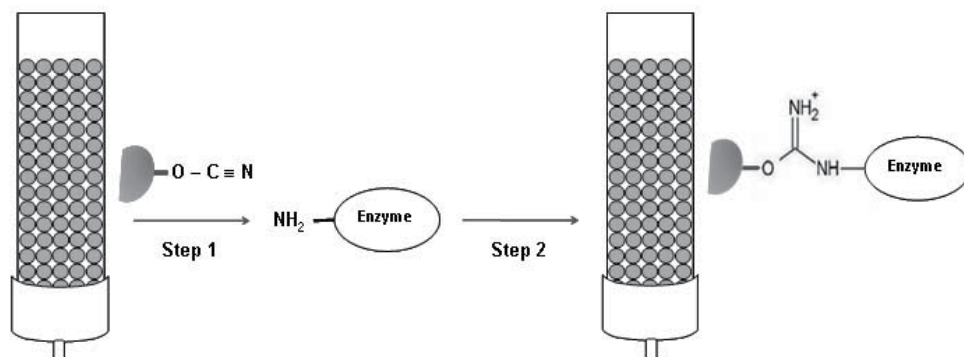 O – C ≡ N
Step 1
NH₂
Enzyme
Step 2
NH₂⁺
O
NH
Enzyme